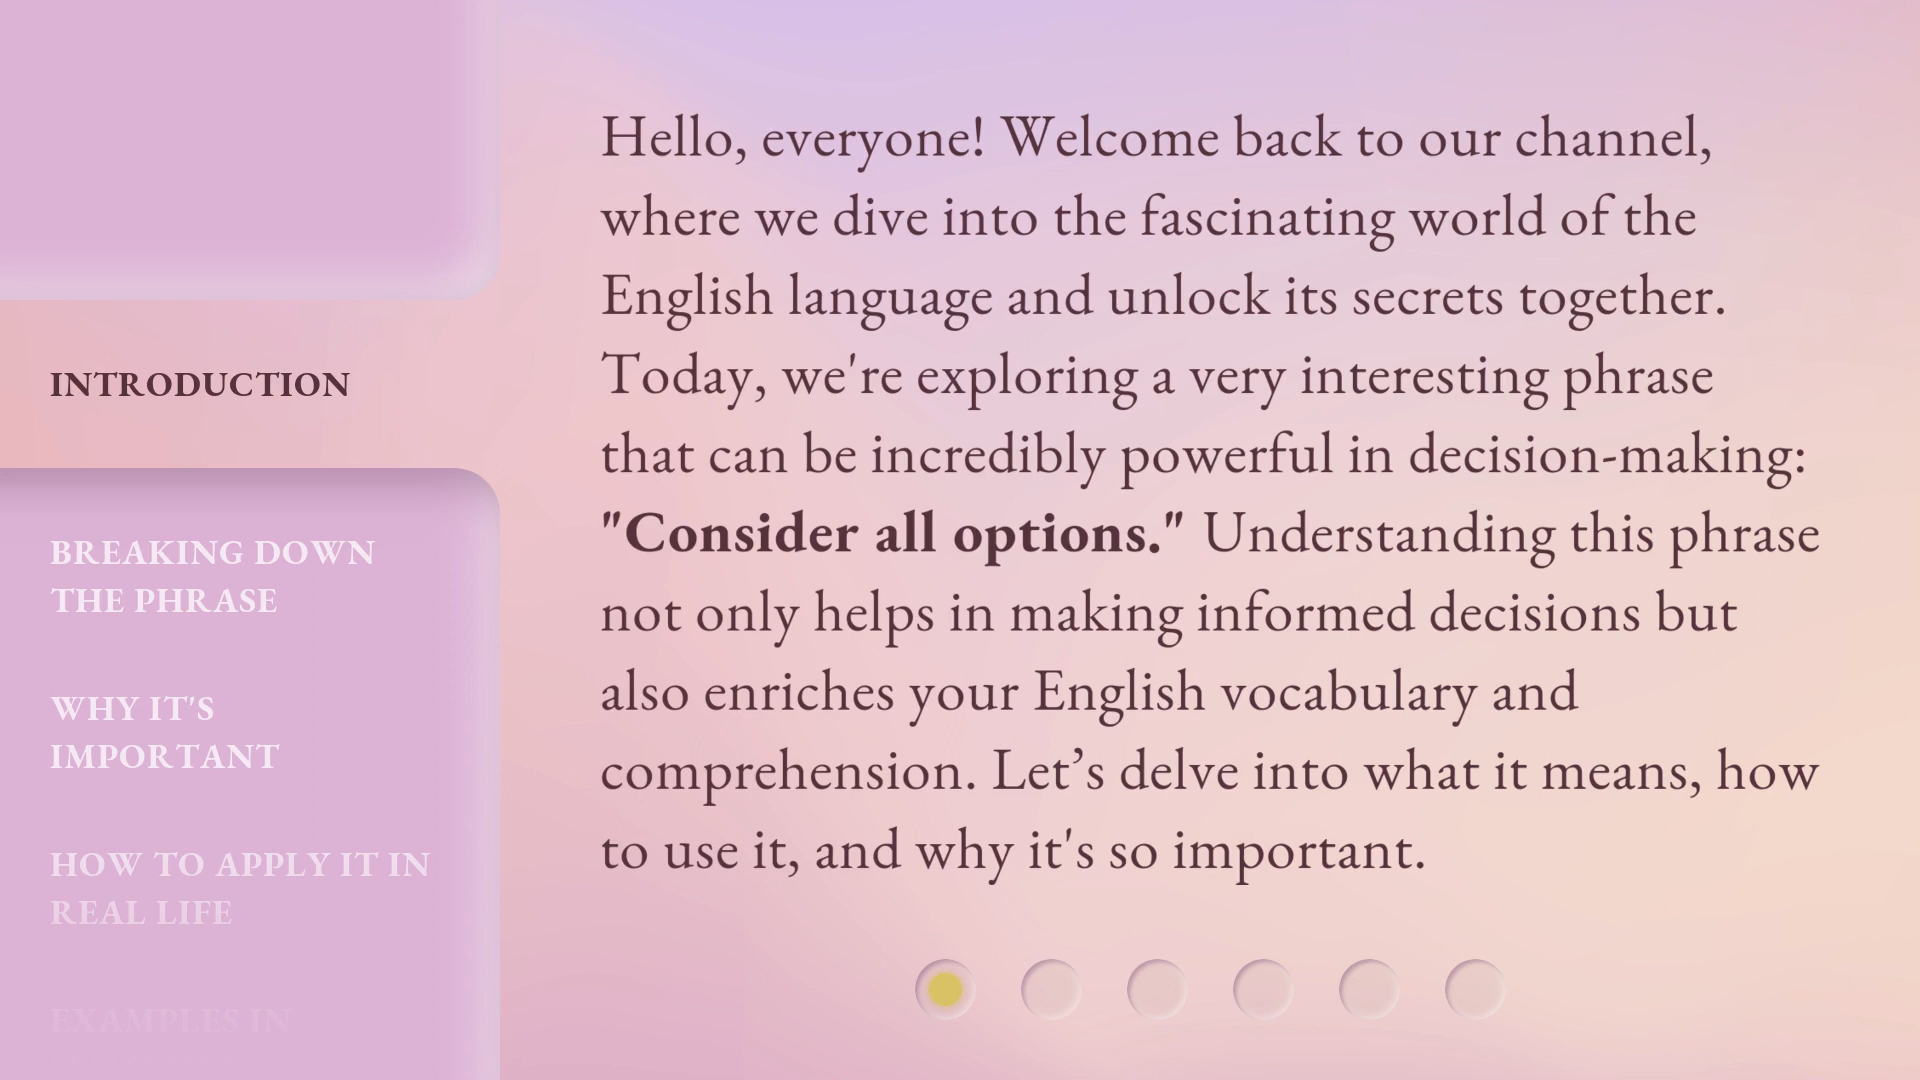 INTRODUCTION
BREAKING DOWN
THE PHRASE
WHY IT'S
IMPORTANT
HOW TO APPLY IT IN
REAL LIFE
EXAMPLES IN
Hello, everyone! Welcome back to our channel,
where we dive into the fascinating world of the
English language and unlock its secrets together.
Today, we're exploring a very interesting phrase
that can be incredibly powerful in decision-making:
"Consider all options." Understanding this phrase
not only helps in making informed decisions but
also enriches your English vocabulary and
comprehension. Let’s delve into what it means, how
to use it, and why it's so important.